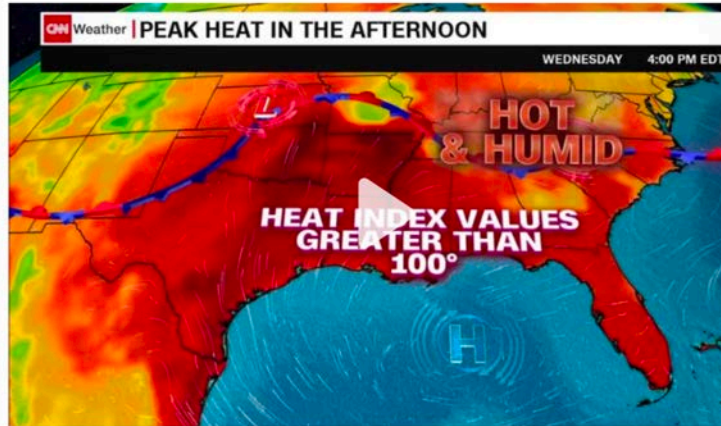 CNN Weather PEAK HEAT IN THE AFTERNOON
WEDNESDAY 4:00 PM EDT
L
HOT
& HUMID
HEAT INDEX VALUES
GREATER THAN
100°
H